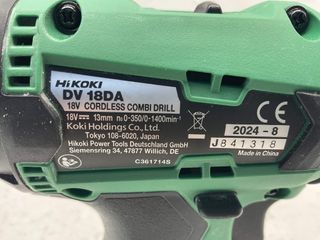 HiKOKI
DV 18DA
18V CORDLESS COMBI DRILL
18V⎓ 13mm n₀ 0-350/0-1400min⁻¹
Koki Holdings Co., Ltd.
Tokyo 108-6020, Japan
Hikoki Power Tools Deutschland GmbH
Siemensring 34, 47877 Willich, DE
C361714S
CE
2024 - 8
J841318
Made in China